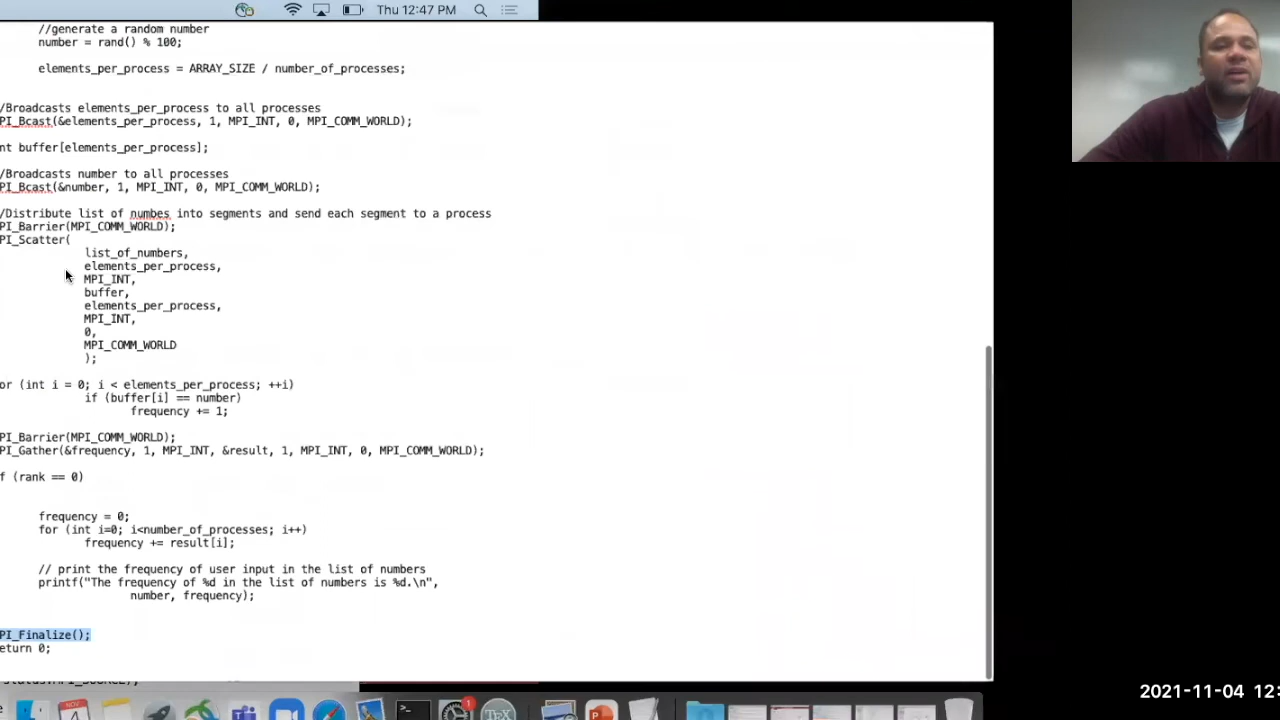 Thu 12:47 PM
//generate a random number
number = rand() % 100;
elements_per_process = ARRAY_SIZE / number_of_processes;
/Broadcasts elements_per_process to all processes
PI_Bcast(&elements_per_process, 1, MPI_INT, 0, MPI_COMM_WORLD);
nt buffer[elements_per_process];
/Broadcasts number to all processes
PI_Bcast(&number, 1, MPI_INT, 0, MPI_COMM_WORLD);
/Distribute list of numbes into segments and send each segment to a process
PI_Barrier(MPI_COMM_WORLD);
PI_Scatter(
list_of_numbers,
elements_per_process,
MPI_INT,
buffer,
elements_per_process,
MPI_INT,
0,
MPI_COMM_WORLD
);
or (int i = 0; i < elements_per_process; ++i)
if (buffer[i] == number)
frequency += 1;
PI_Barrier(MPI_COMM_WORLD);
PI_Gather(&frequency, 1, MPI_INT, &result, 1, MPI_INT, 0, MPI_COMM_WORLD);
f (rank == 0)
frequency = 0;
for (int i=0; i<number_of_processes; i++)
frequency += result[i];
// print the frequency of user input in the list of numbers
printf("The frequency of %d in the list of numbers is %d.\n",
number, frequency);
PI_Finalize();
eturn 0;
2021-11-04 12: